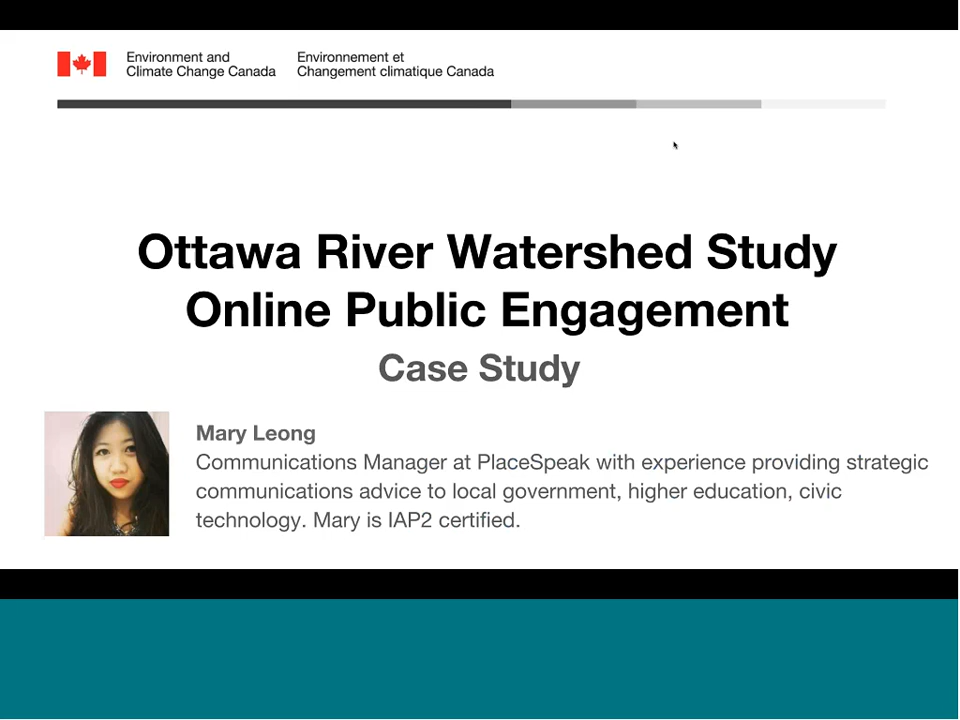 Environment and
Climate Change Canada
Environnement et
Changement climatique Canada
Ottawa River Watershed Study
Online Public Engagement
Case Study
Mary Leong
Communications Manager at PlaceSpeak with experience providing strategic
communications advice to local government, higher education, civic
technology. Mary is IAP2 certified.